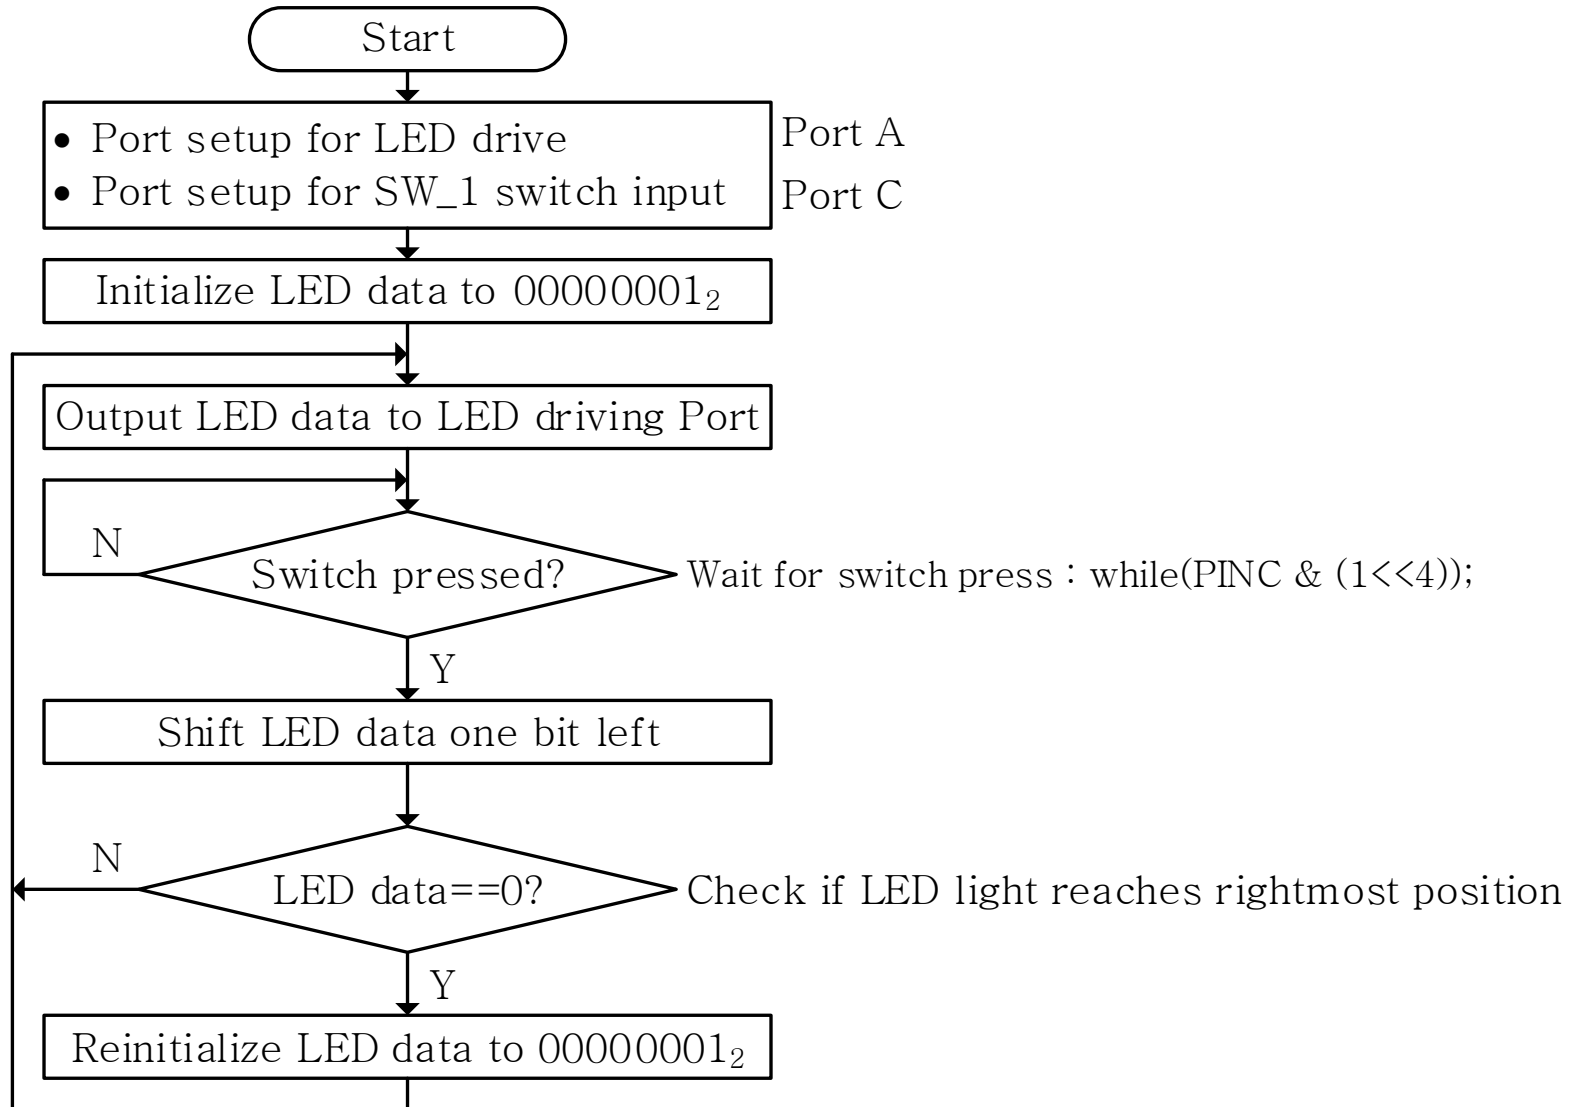 Start
• Port setup for LED drive
Port A
• Port setup for SW_1 switch input
Port C
Initialize LED data to 00000001₂
Output LED data to LED driving Port
N
Switch pressed?
Wait for switch press : while(PINC & (1<<4));
Y
Shift LED data one bit left
N
LED data==0?
Check if LED light reaches rightmost position
Y
Reinitialize LED data to 00000001₂